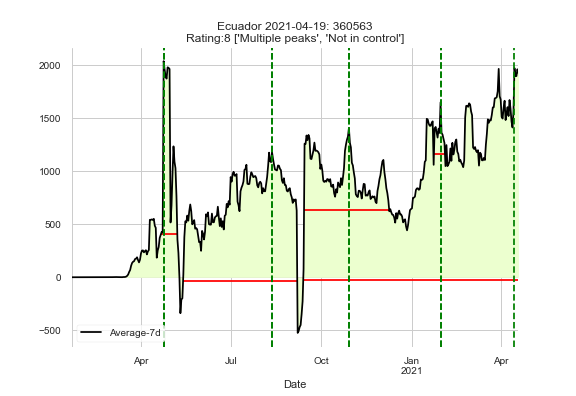 Ecuador 2021-04-19: 360563
Rating:8 ['Multiple peaks', 'Not in control']
2000
1500
1000
500
0
−500
Average-7d
Apr
Jul
Oct
Jan
2021
Apr
Date